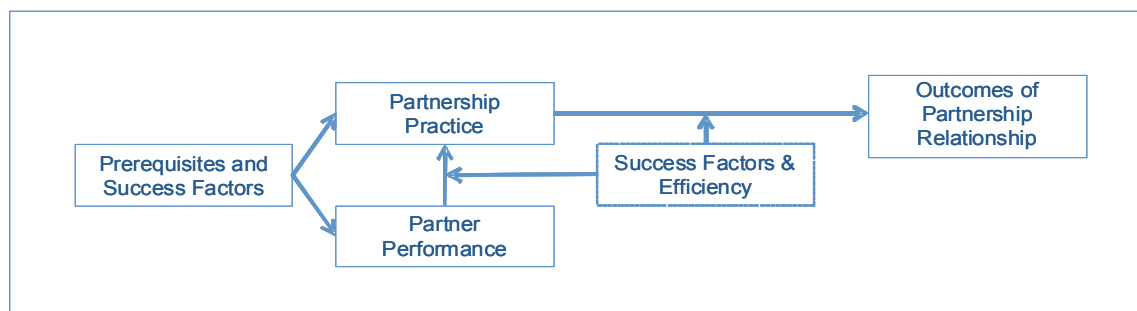 Partnership
Practice
Outcomes of
Partnership
Relationship
Prerequisites and
Success Factors
Success Factors &
Efficiency
Partner
Performance